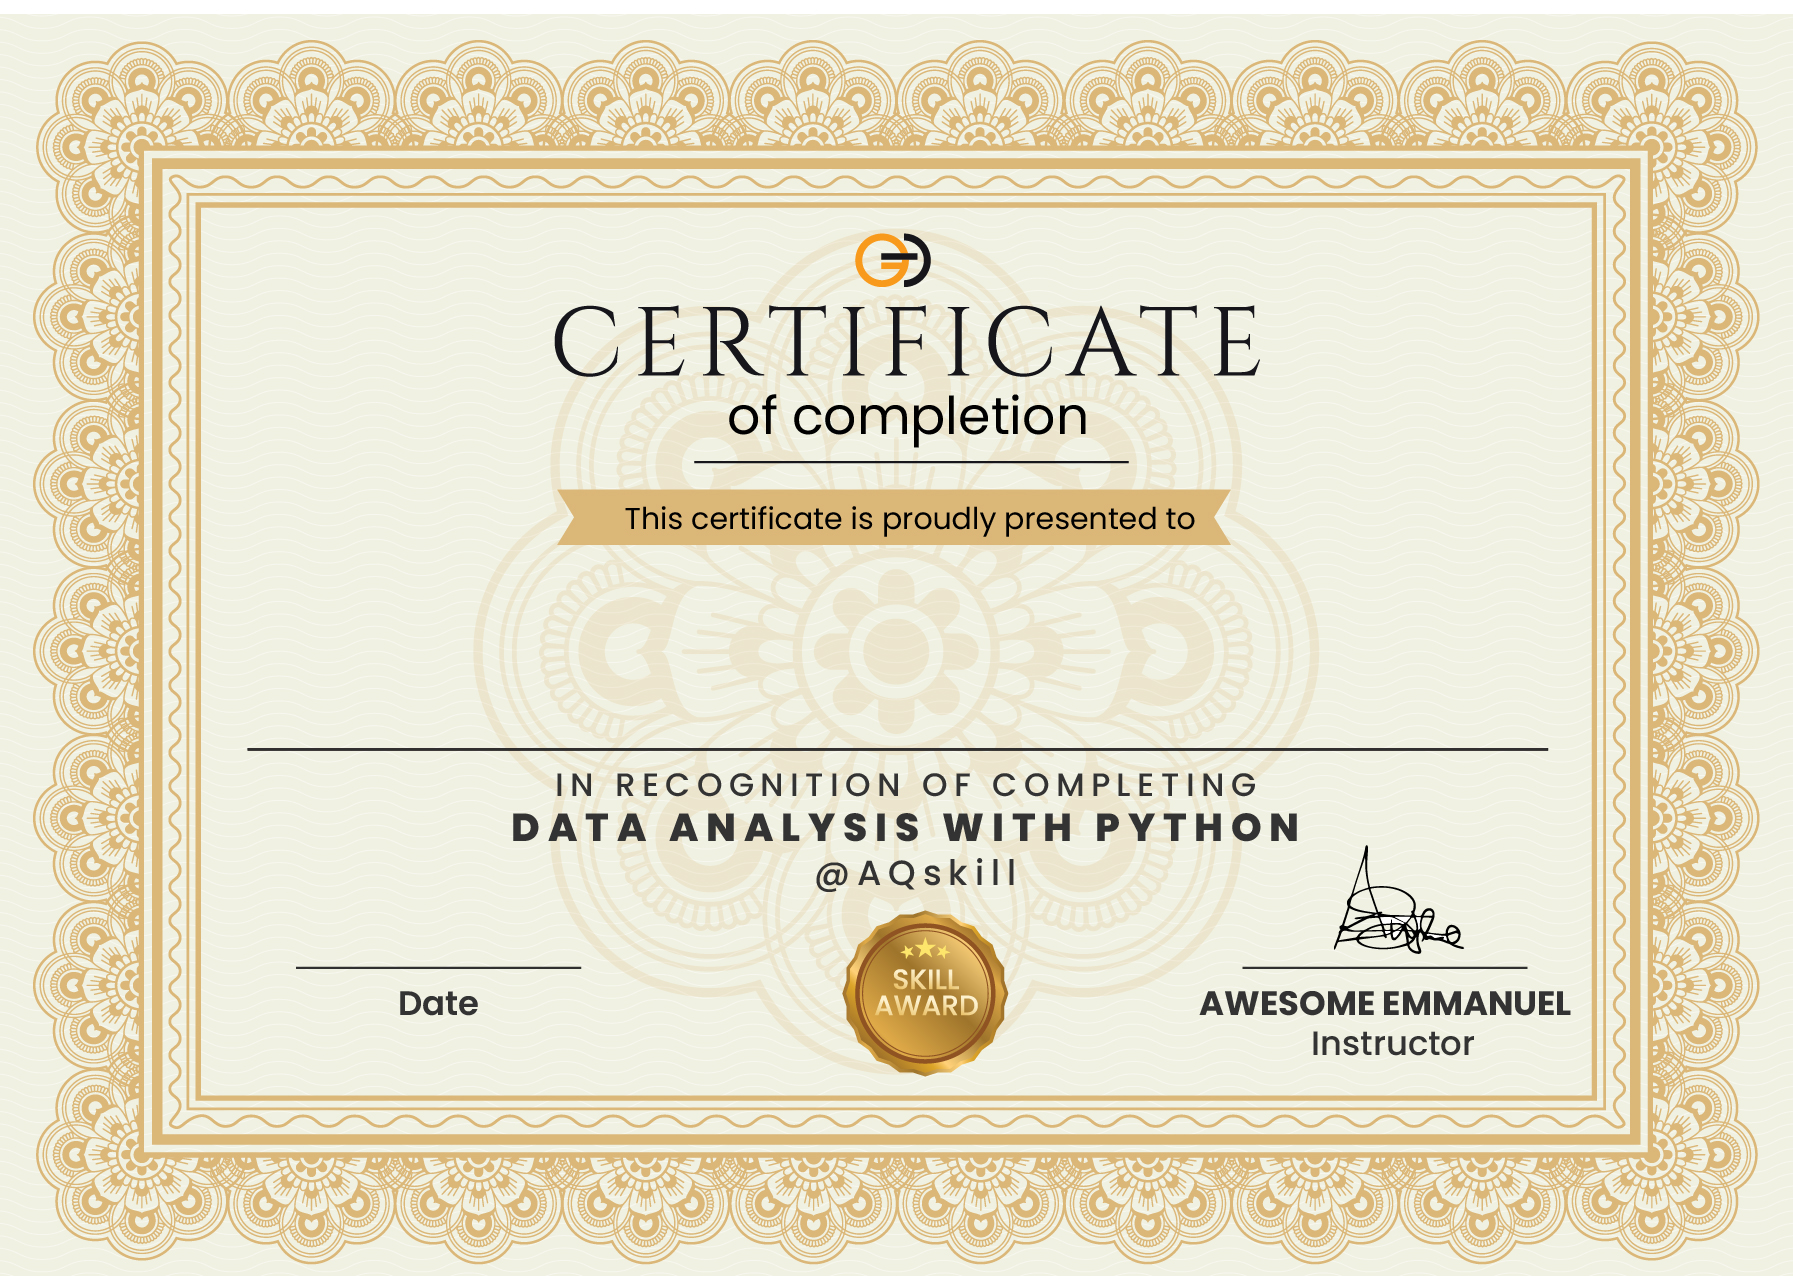 CERTIFICATE
of completion
This certificate is proudly presented to
IN RECOGNITION OF COMPLETING
DATA ANALYSIS WITH PYTHON
@AQskill
SKILL
AWARD
Date
AWESOME EMMANUEL
Instructor